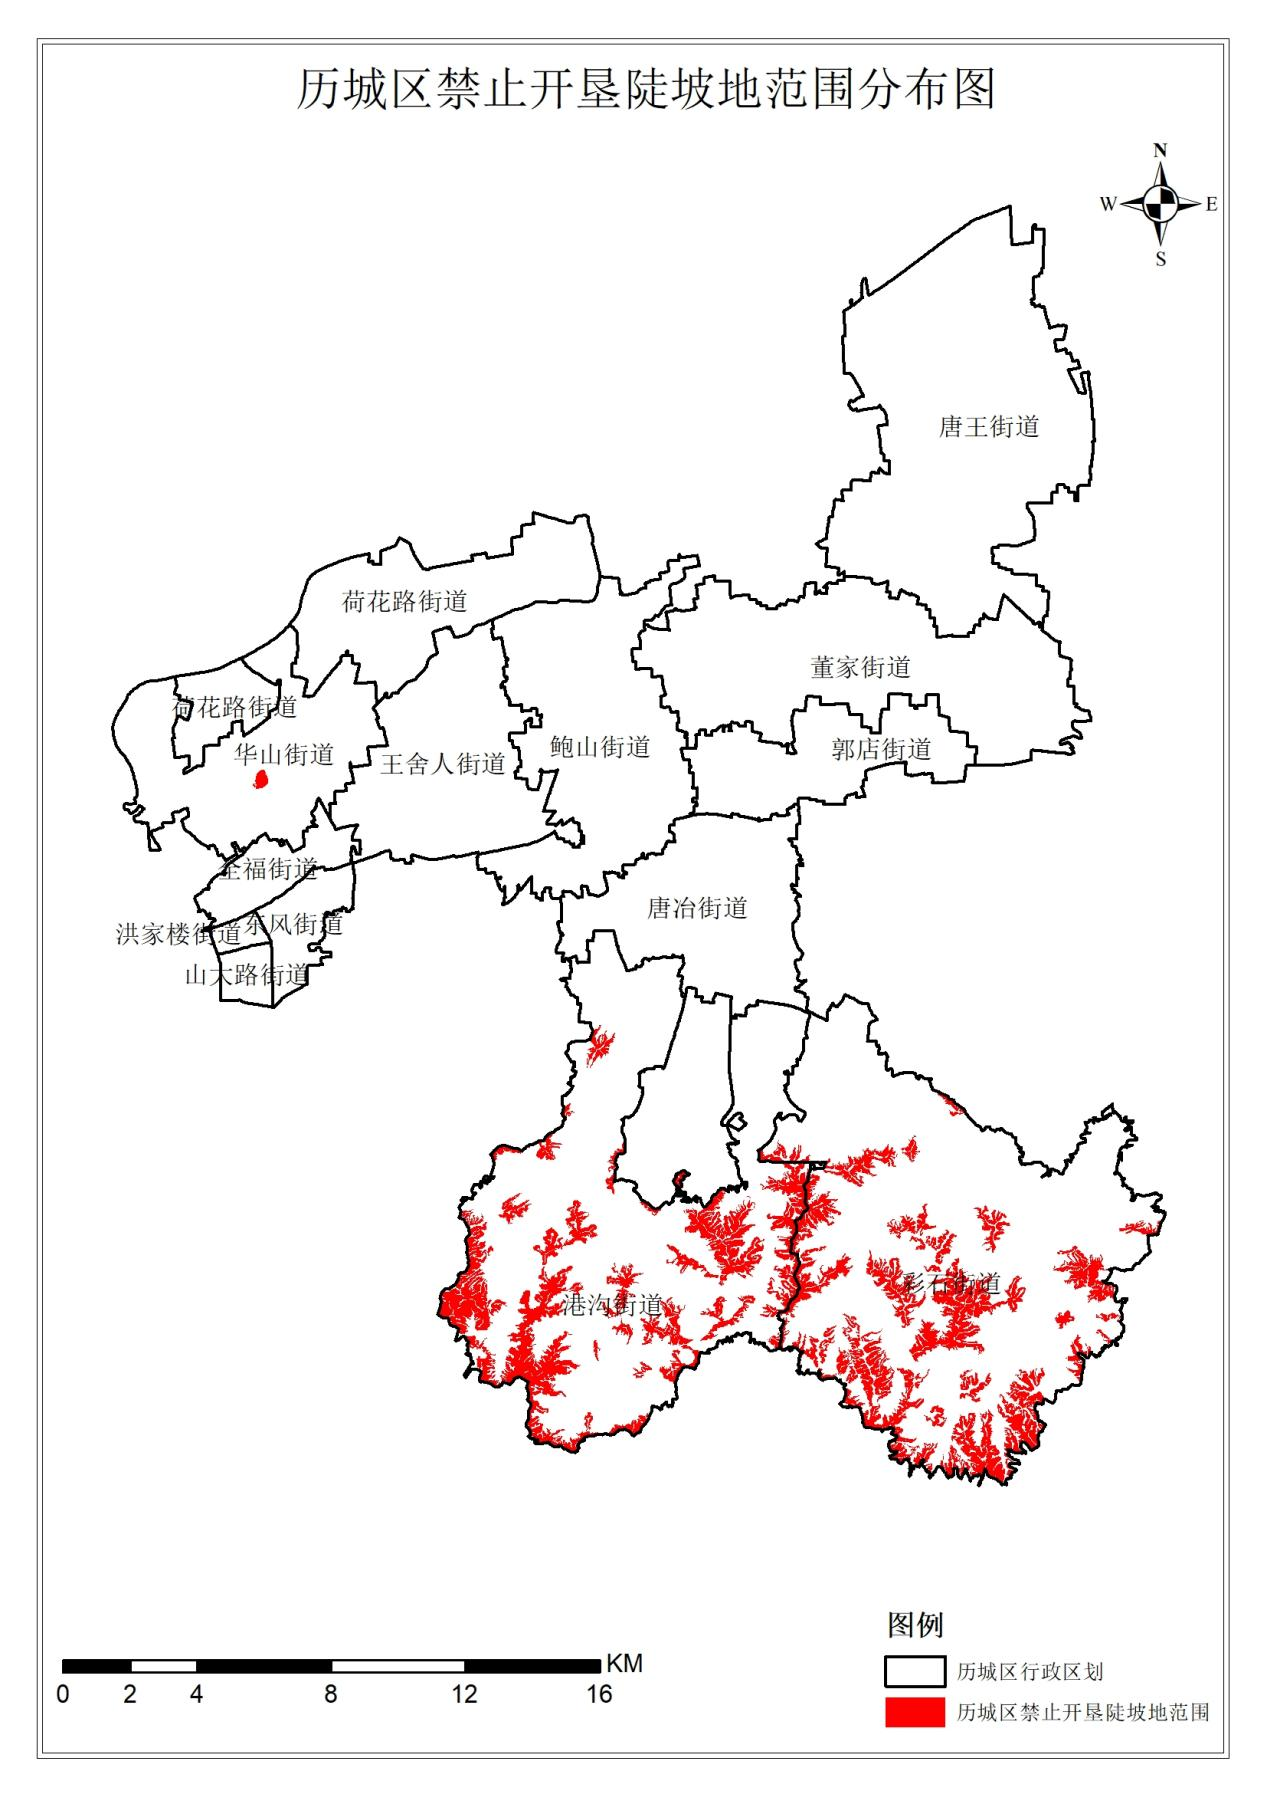 历城区禁止开垦陡坡地范围分布图
N
W E
S
唐王街道
荷花路街道
董家街道
荷花路街道
华山街道
王舍人街道
鲍山街道
郭店街道
全福街道
唐冶街道
洪家楼街道
东风街道
山大路街道
彩石街道
港沟街道
图例
KM
0 2 4 8 12 16
历城区行政区划
历城区禁止开垦陡坡地范围